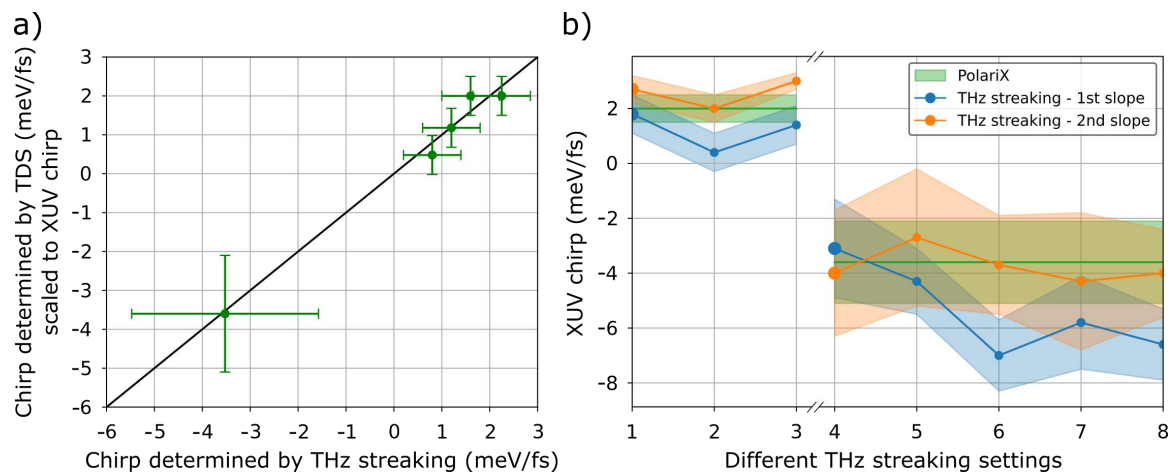 a)
Chirp determined by TDS (meV/fs)
scaled to XUV chirp
3
2
1
0
-1
-2
-3
-4
-5
-6
-6 -5 -4 -3 -2 -1 0 1 2 3
Chirp determined by THz streaking (meV/fs)
b)
XUV chirp (meV/fs)
2
0
-2
-4
-6
-8
PolariX
THz streaking - 1st slope
THz streaking - 2nd slope
1 2 3 4 5 6 7 8
Different THz streaking settings